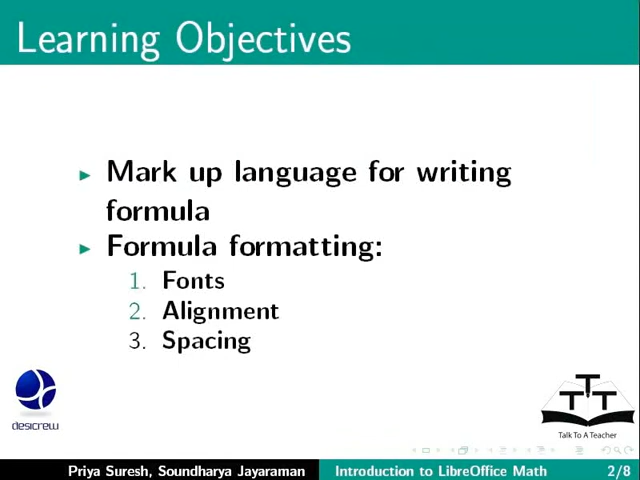 Learning Objectives
Mark up language for writing
formula
Formula formatting:
1. Fonts
2. Alignment
3. Spacing
desicrew
TTT
Talk To A Teacher
Priya Suresh, Soundharya Jayaraman Introduction to LibreOffice Math 2/8